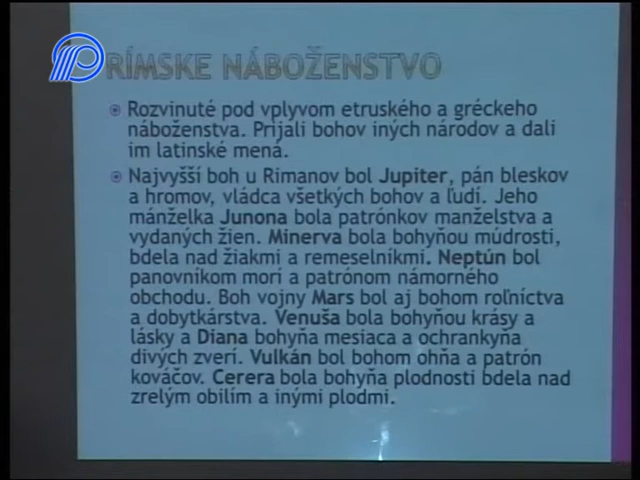 RÍMSKE NÁBOŽENSTVO
Rozvinuté pod vplyvom etruského a gréckeho
náboženstva. Prijali bohov iných národov a dali
im latinské mená.
Najvyšší boh u Rimanov bol Jupiter, pán bleskov
a hromov, vládca všetkých bohov a ľudí. Jeho
mánželka Junona bola patrónkov manželstva a
vydaných žien. Minerva bola bohyňou múdrosti,
bdela nad žiakmi a remeselníkmi. Neptún bol
panovníkom morí a patrónom námorného
obchodu. Boh vojny Mars bol aj bohom roľníctva
a dobytkárstva. Venuša bola bohyňou krásy a
lásky a Diana bohyňa mesiaca a ochrankyňa
divých zverí. Vulkán bol bohom ohňa a patrón
kováčov. Cerera bola bohyňa plodnosti bdela nad
zrelým obilím a inými plodmi.